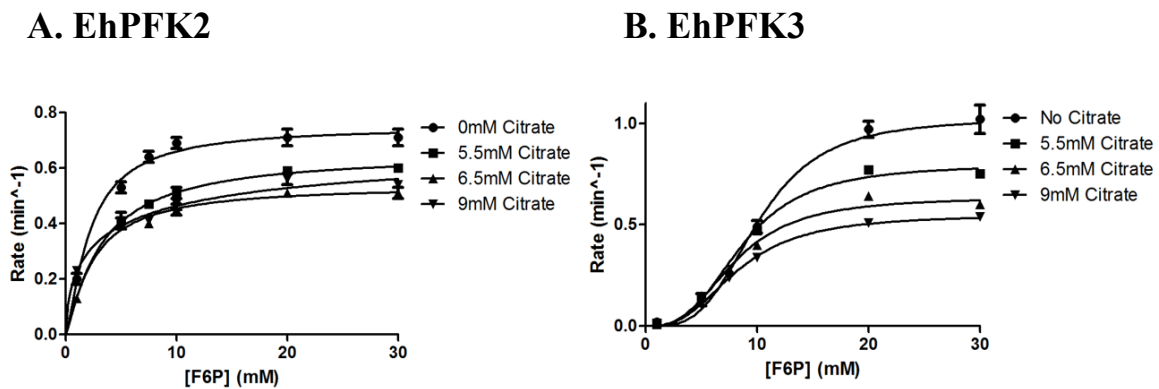 A. EhPFK2
B. EhPFK3
0.8
0.6
0.4
0.2
0.0
0
10
20
30
Rate (min^-1)
[F6P] (mM)
0mM Citrate
5.5mM Citrate
6.5mM Citrate
9mM Citrate
1.0
0.5
0.0
0
10
20
30
Rate (min^-1)
[F6P] (mM)
No Citrate
5.5mM Citrate
6.5mM Citrate
9mM Citrate